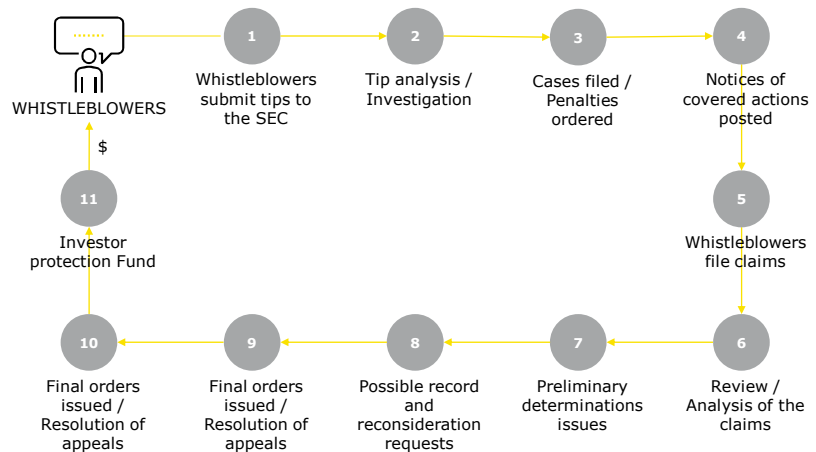 WHISTLEBLOWERS
1
Whistleblowers
submit tips to
the SEC
2
Tip analysis /
Investigation
3
Cases filed /
Penalties
ordered
4
Notices of
covered actions
posted
5
Whistleblowers
file claims
6
Review /
Analysis of the
claims
7
Preliminary
determinations
issues
8
Possible record
and
reconsideration
requests
9
Final orders
issued /
Resolution of
appeals
10
Final orders
issued /
Resolution of
appeals
11
Investor
protection Fund
$